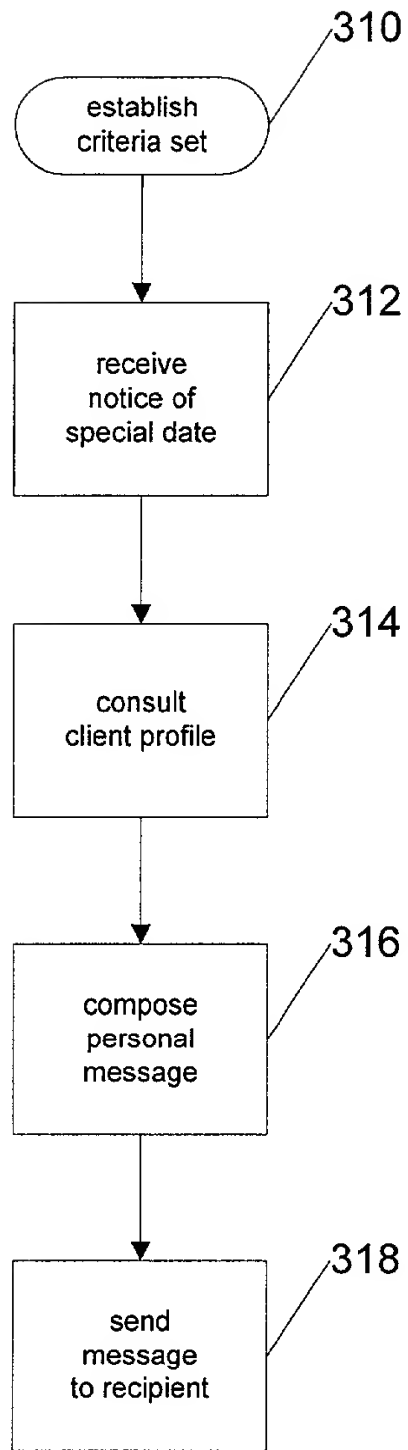 310
establish
criteria set
312
receive
notice of
special date
314
consult
client profile
316
compose
personal
message
318
send
message
to recipient